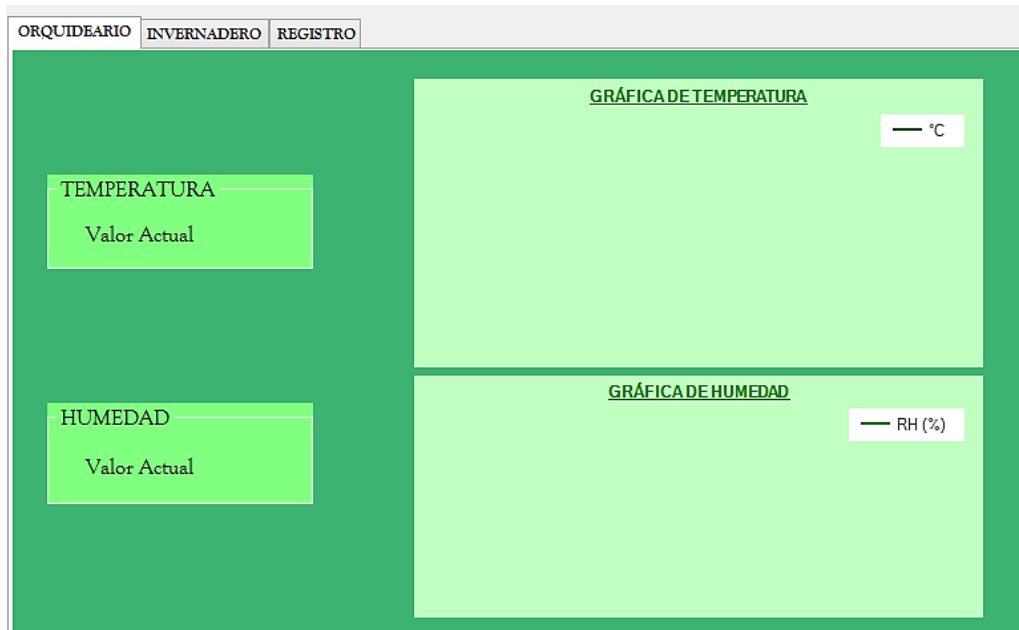 ORQUIDEARIO INVERNADERO REGISTRO
GRÁFICA DE TEMPERATURA
°C
TEMPERATURA
Valor Actual
GRÁFICA DE HUMEDAD
RH (%)
HUMEDAD
Valor Actual